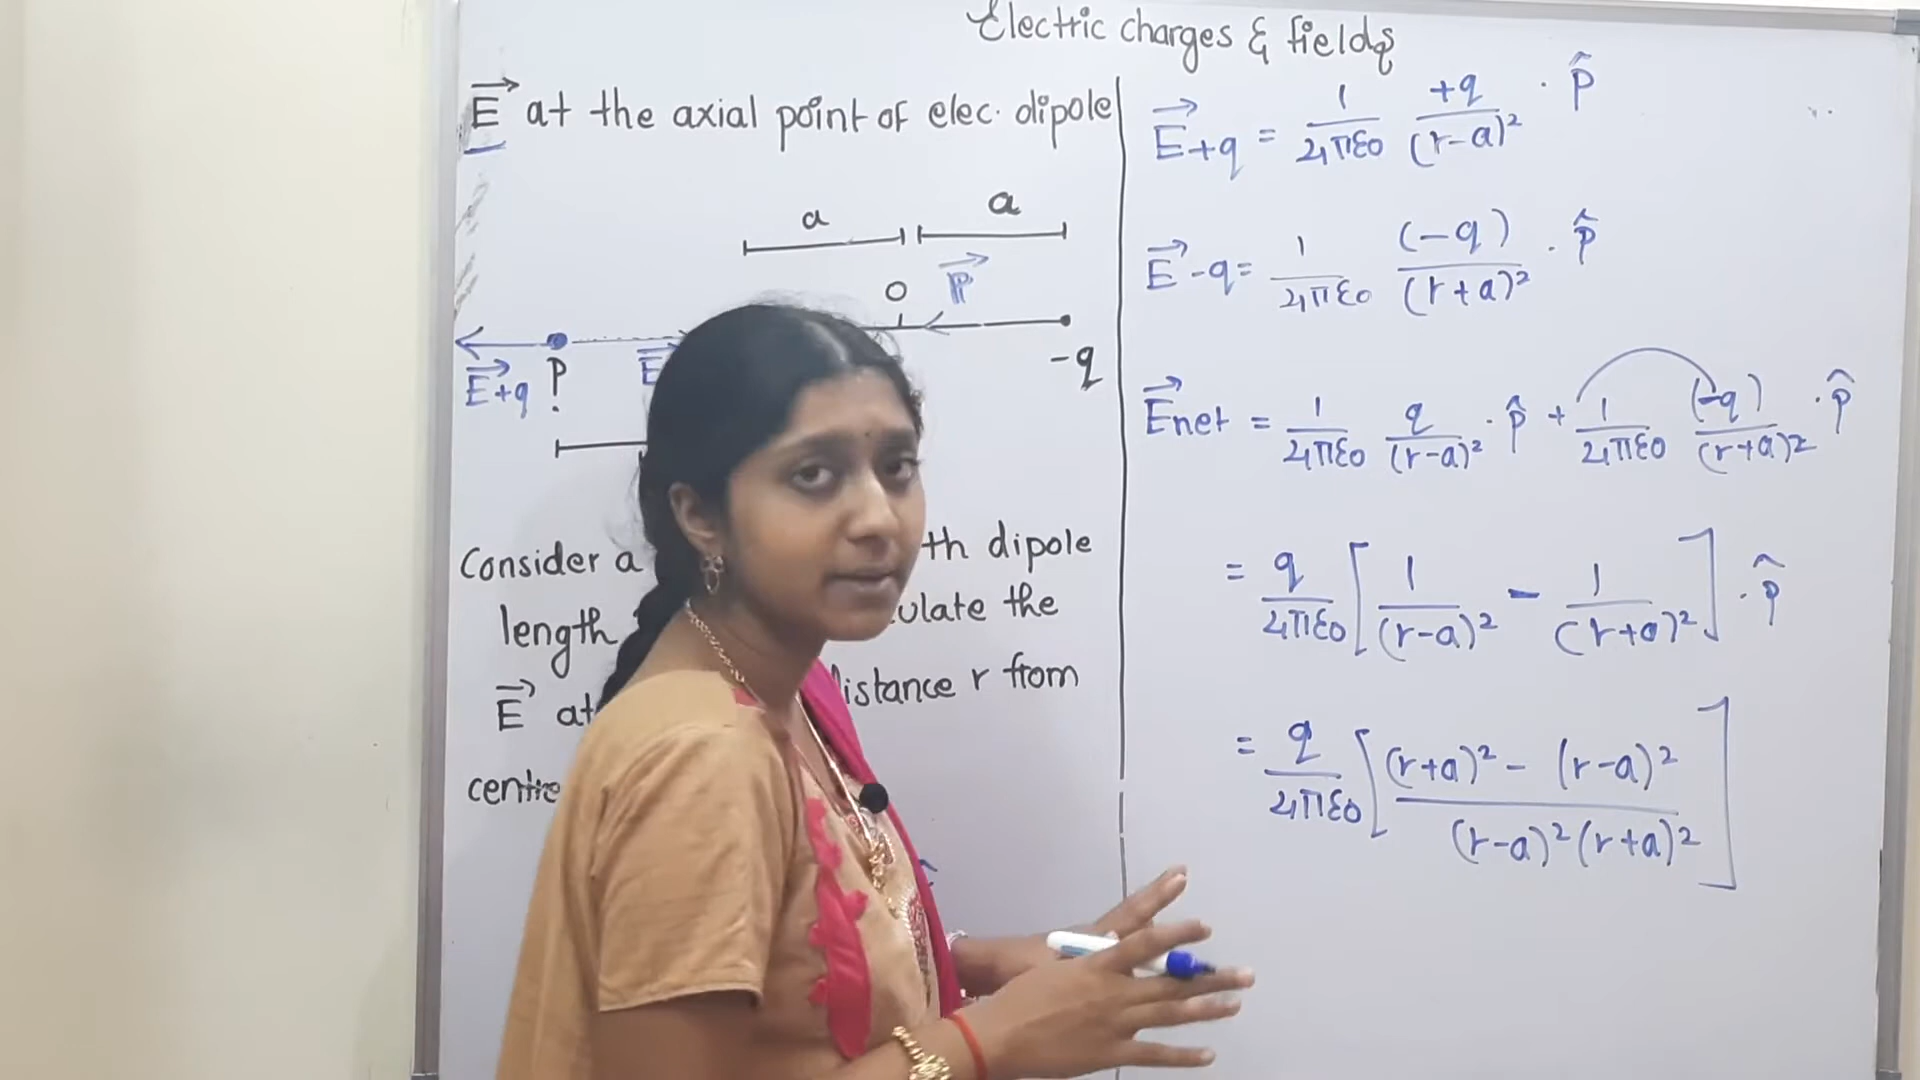 Electric charges & fields
E⃗ at the axial point of elec. dipole
a a
O P⃗
-q
E⃗+q P E
Consider a th dipole
length ulate the
E⃗ at istance r from
centre
E⃗+q = 1/4πε0 +q/(r-a)² · p̂
E⃗-q = 1/4πε0 (-q)/(r+a)² · p̂
E⃗net = 1/4πε0 q/(r-a)² · p̂ + 1/4πε0 (-q)/(r+a)² · p̂
= q/4πε0 [1/(r-a)² - 1/(r+a)²] · p̂
= q/4πε0 [(r+a)² - (r-a)² / (r-a)²(r+a)²]